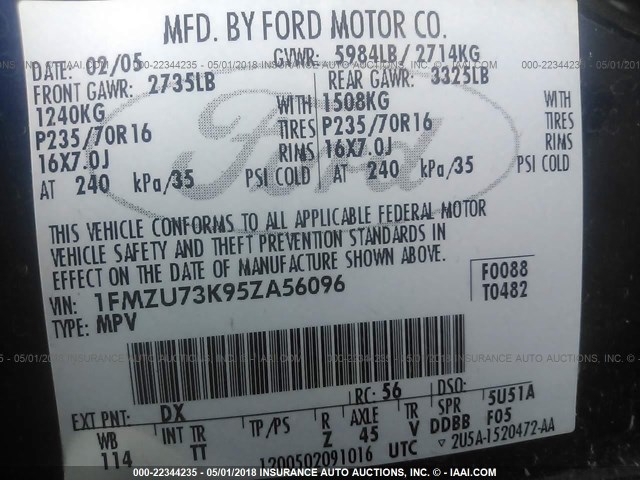 MFD. BY FORD MOTOR CO.
DATE: 02/05 GVWR: 5984LB/2714KG
FRONT GAWR: 2735LB REAR GAWR: 3325LB
1240KG WITH 1508KG WITH
P235/70R16 TIRES P235/70R16 TIRES
16X7.0J RIMS 16X7.0J RIMS
AT 240 kPa/35 PSI COLD AT 240 kPa/35 PSI COLD
Ford
THIS VEHICLE CONFORMS TO ALL APPLICABLE FEDERAL MOTOR
VEHICLE SAFETY AND THEFT PREVENTION STANDARDS IN
EFFECT ON THE DATE OF MANUFACTURE SHOWN ABOVE.
VIN: 1FMZU73K95ZA56096 F0088
TYPE: MPV T0482
RC: 56 DSO:
EXT PNT: DX 5U51A
WB INT TR TP/PS R AXLE TR SPR F05
114 TT Z 45 V DDBB
1200502091016 UTC ▽ 2U5A-1520472-AA
000-22344235 - 05/01/2018 INSURANCE AUTO AUCTIONS, INC. - IAAI.COM